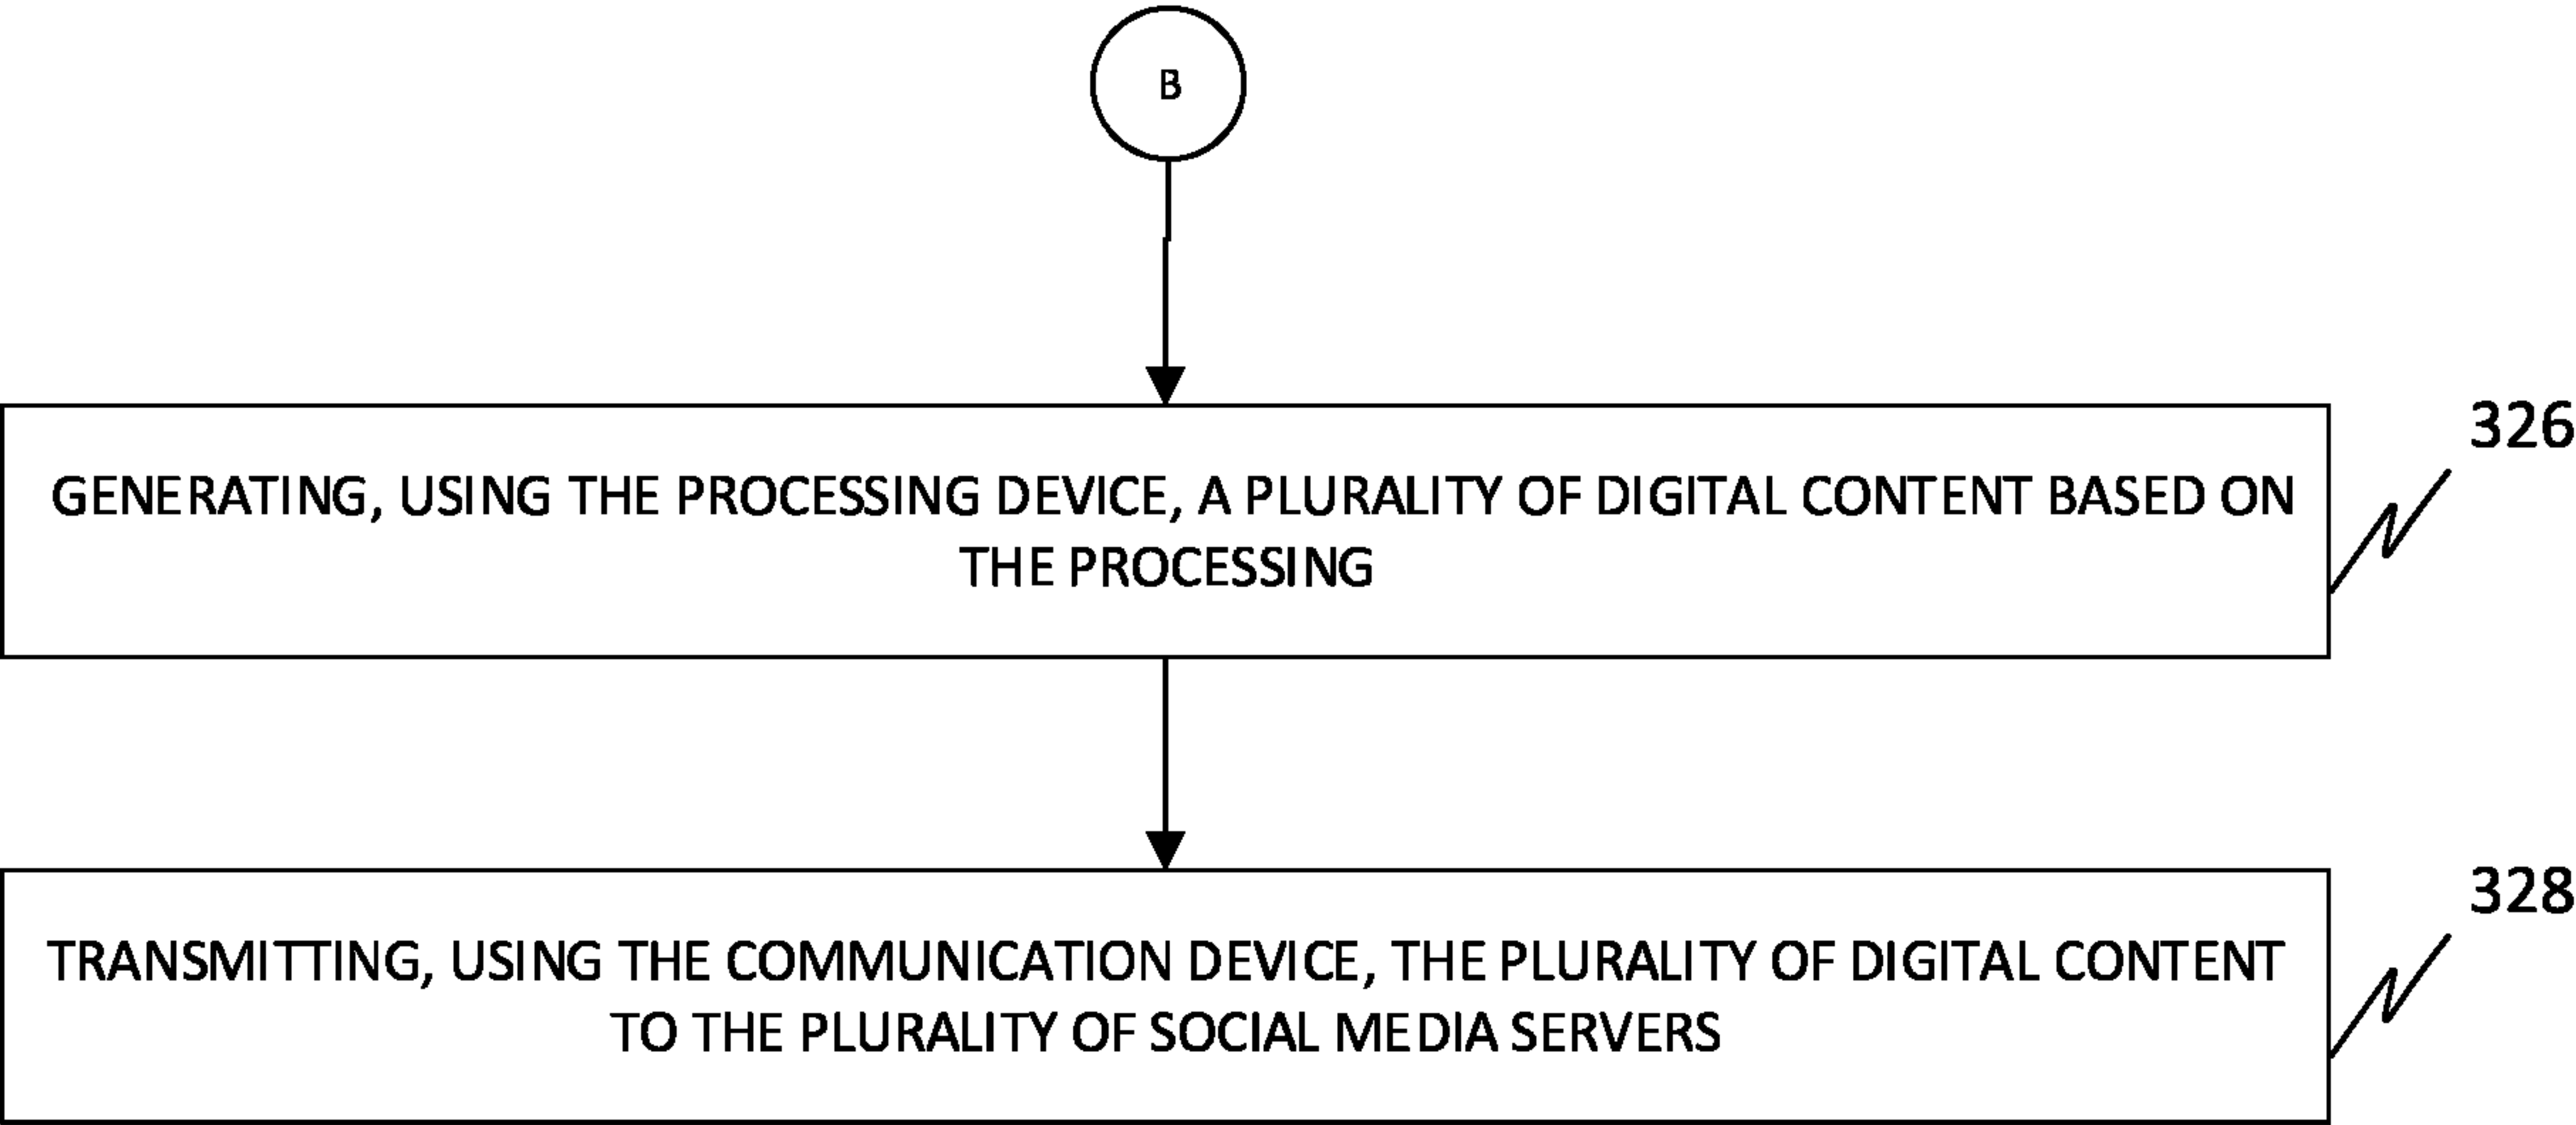 B
326
GENERATING, USING THE PROCESSING DEVICE, A PLURALITY OF DIGITAL CONTENT BASED ON
THE PROCESSING
328
TRANSMITTING, USING THE COMMUNICATION DEVICE, THE PLURALITY OF DIGITAL CONTENT
TO THE PLURALITY OF SOCIAL MEDIA SERVERS